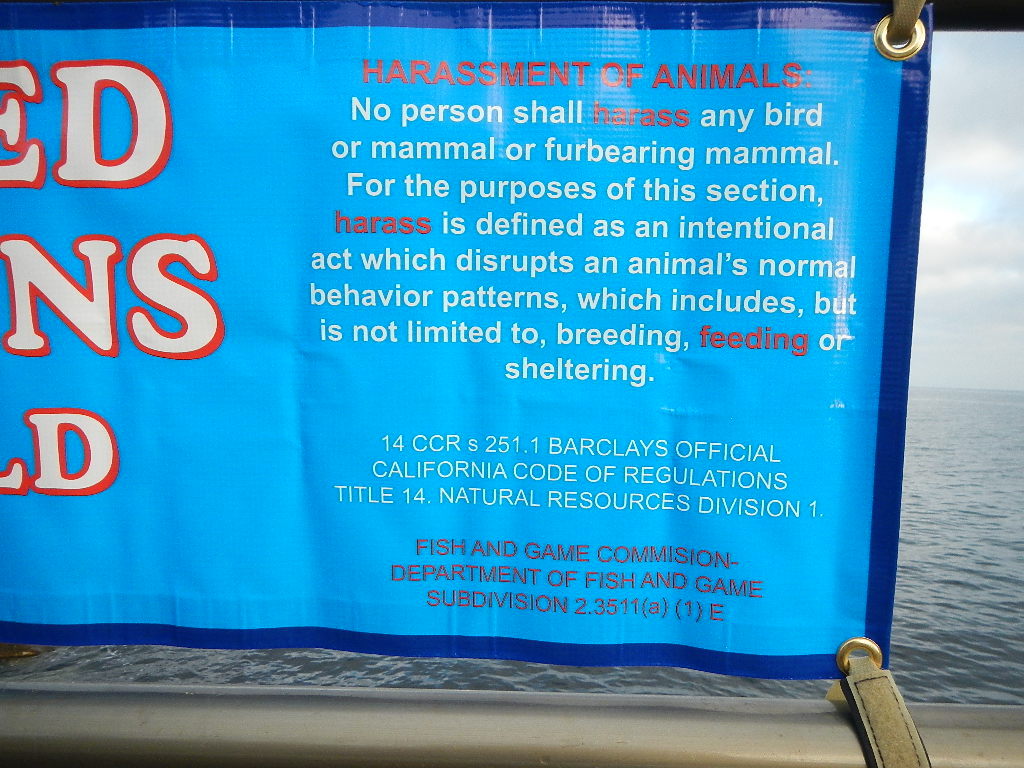 ED
NS
LD
HARASSMENT OF ANIMALS:
No person shall harass any bird
or mammal or furbearing mammal.
For the purposes of this section,
harass is defined as an intentional
act which disrupts an animal's normal
behavior patterns, which includes, but
is not limited to, breeding, feeding or
sheltering.
14 CCR s 251.1 BARCLAYS OFFICIAL
CALIFORNIA CODE OF REGULATIONS
TITLE 14. NATURAL RESOURCES DIVISION 1.
FISH AND GAME COMMISION-
DEPARTMENT OF FISH AND GAME
SUBDIVISION 2.3511(a) (1) E